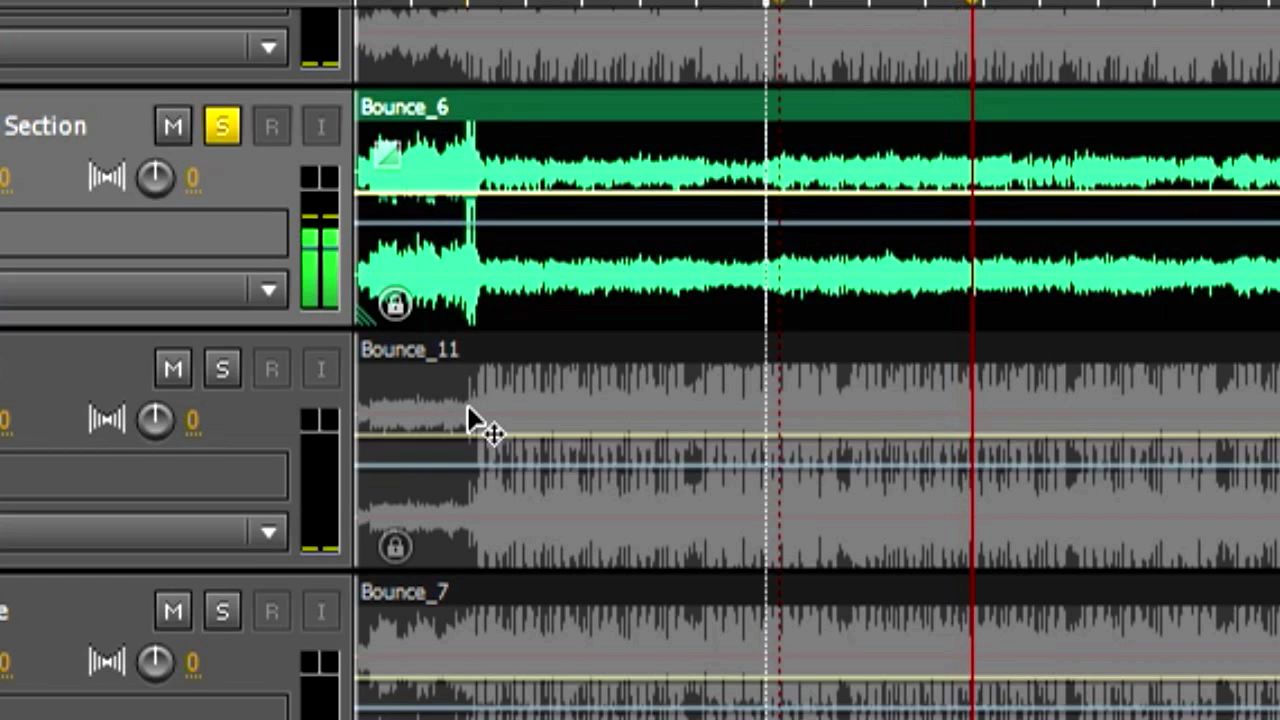 Bounce_6
Section M S R I
0 0
Bounce_11
M S R I
0 0
Bounce_7
e M S R I
0 0